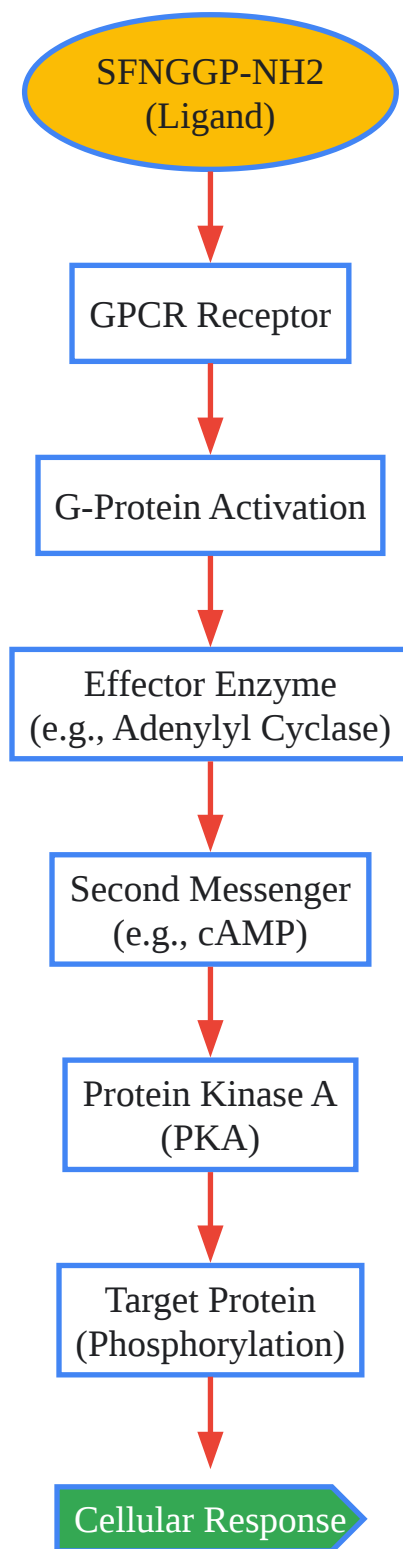 SFNGGP-NH2
(Ligand)
GPCR Receptor
G-Protein Activation
Effector Enzyme
(e.g., Adenylyl Cyclase)
Second Messenger
(e.g., cAMP)
Protein Kinase A
(PKA)
Target Protein
(Phosphorylation)
Cellular Response